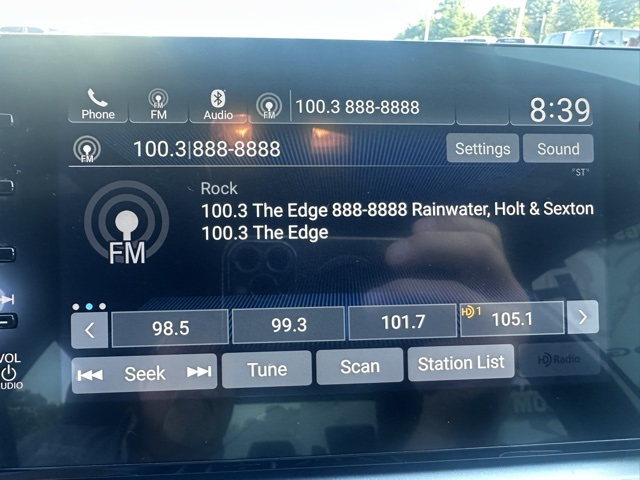 Phone FM Audio FM 100.3 888-8888 8:39
FM 100.3|888-8888 Settings Sound
"ST"
Rock
100.3 The Edge 888-8888 Rainwater, Holt & Sexton
FM 100.3 The Edge
98.5 99.3 101.7 HD 1 105.1
Seek Tune Scan Station List HD Radio
VOL
AUDIO